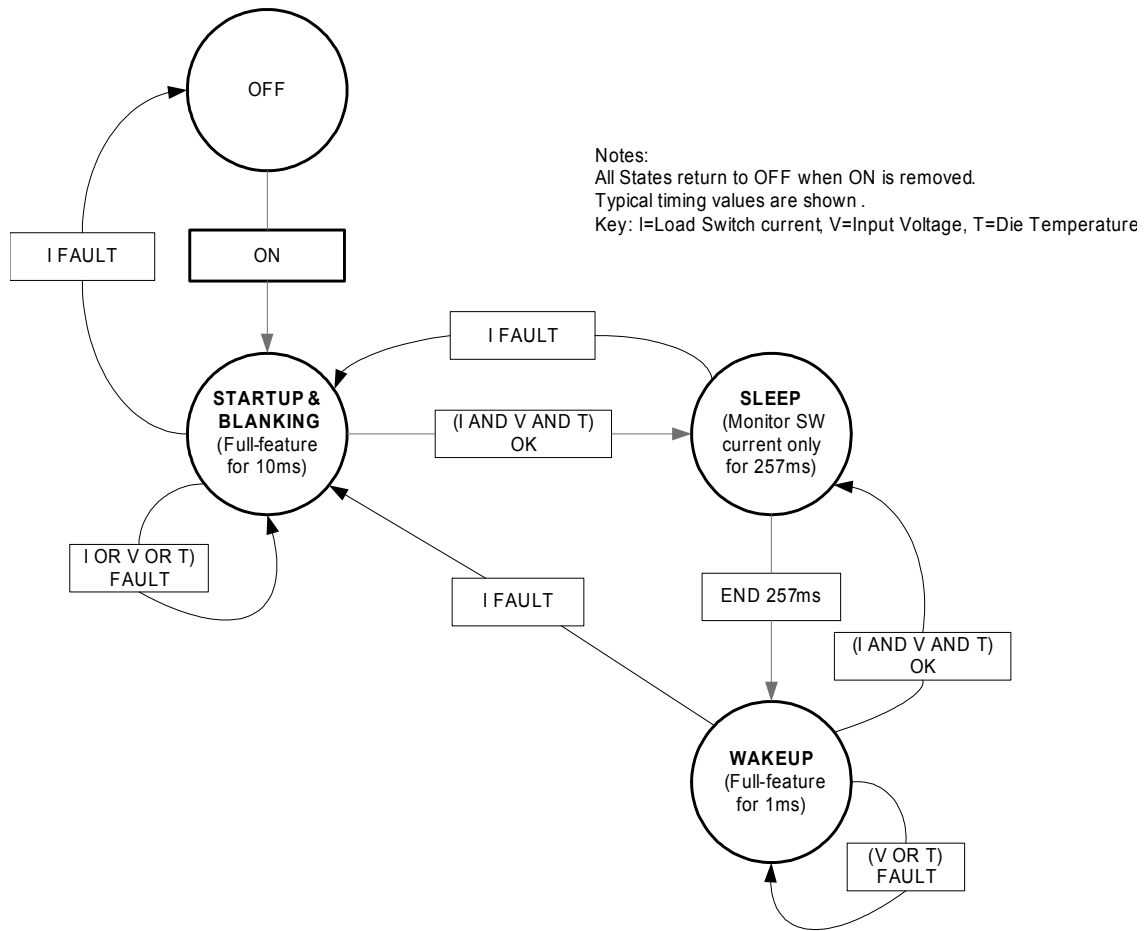 OFF
Notes:
All States return to OFF when ON is removed.
Typical timing values are shown .
Key: I=Load Switch current, V=Input Voltage, T=Die Temperature
I FAULT
ON
I FAULT
STARTUP &
BLANKING
(Full-feature
for 10ms)
(I AND V AND T)
OK
SLEEP
(Monitor SW
current only
for 257ms)
I OR V OR T)
FAULT
I FAULT
END 257ms
(I AND V AND T)
OK
WAKEUP
(Full-feature
for 1ms)
(V OR T)
FAULT